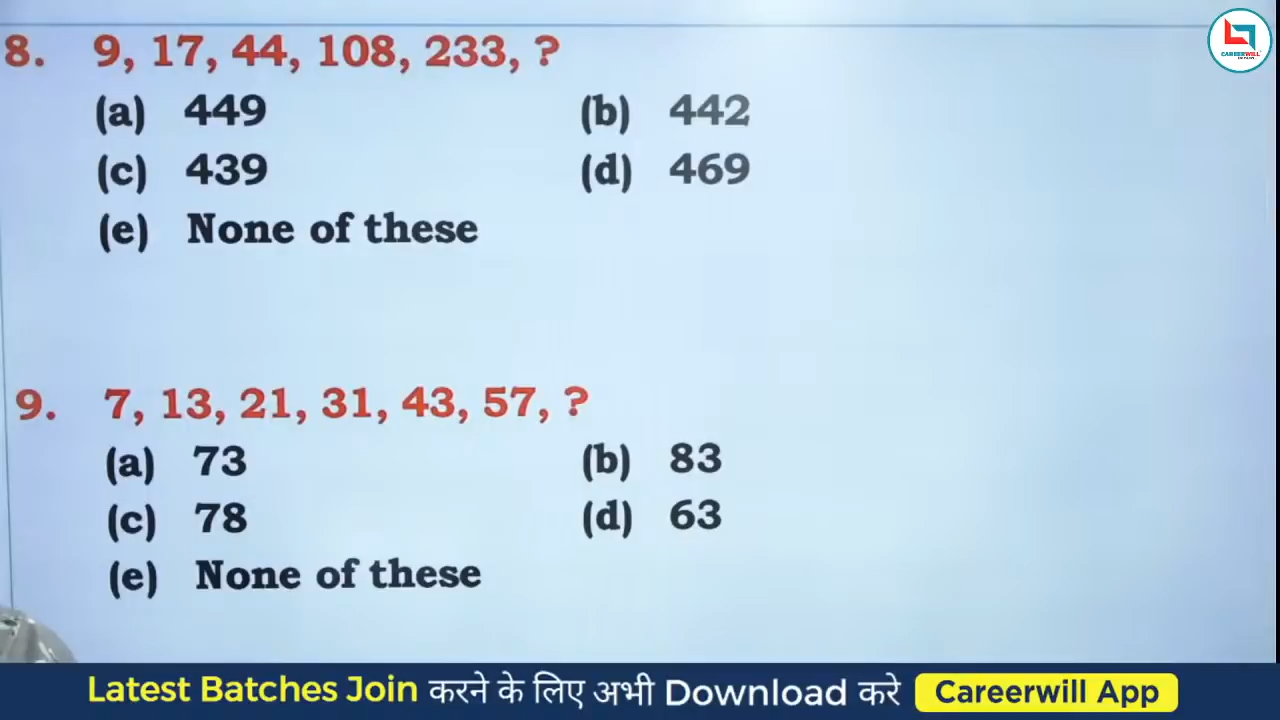 8. 9, 17, 44, 108, 233, ?
(a) 449 (b) 442
(c) 439 (d) 469
(e) None of these
9. 7, 13, 21, 31, 43, 57, ?
(a) 73 (b) 83
(c) 78 (d) 63
(e) None of these
CAREERWILL
Latest Batches Join करने के लिए अभी Download करे Careerwill App